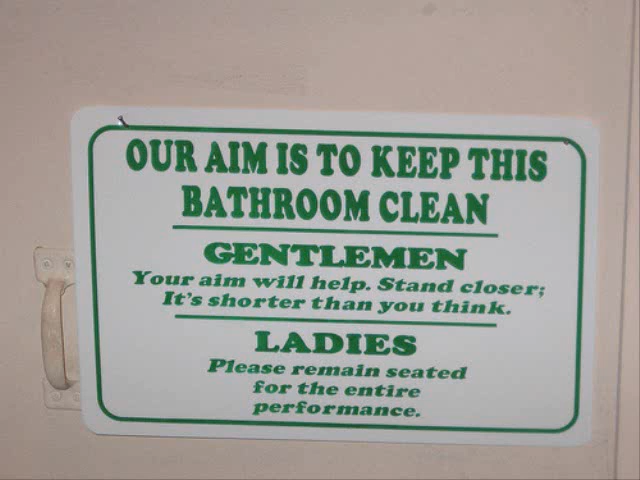 OUR AIM IS TO KEEP THIS
BATHROOM CLEAN
GENTLEMEN
Your aim will help. Stand closer;
It's shorter than you think.
LADIES
Please remain seated
for the entire
performance.